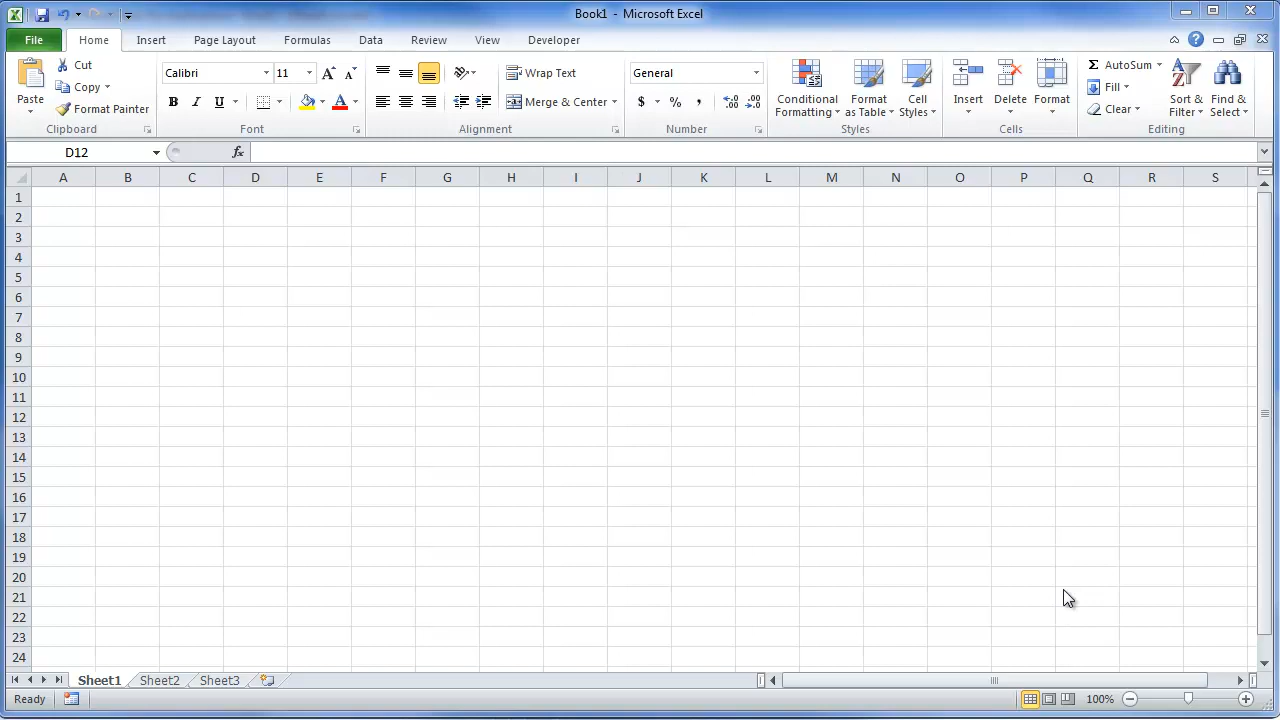 Book1 - Microsoft Excel
File Home Insert Page Layout Formulas Data Review View Developer
Paste
Cut
Copy
Format Painter
Clipboard
Calibri 11
B I U
Font
Wrap Text
Merge & Center
Alignment
General
$ % ,
Number
Conditional Formatting
Format as Table
Cell Styles
Styles
Insert
Delete
Format
Cells
Σ AutoSum
Fill
Clear
Sort & Filter
Find & Select
Editing
D12 fx
A B C D E F G H I J K L M N O P Q R S
1
2
3
4
5
6
7
8
9
10
11
12
13
14
15
16
17
18
19
20
21
22
23
24
Sheet1 Sheet2 Sheet3
Ready 100%